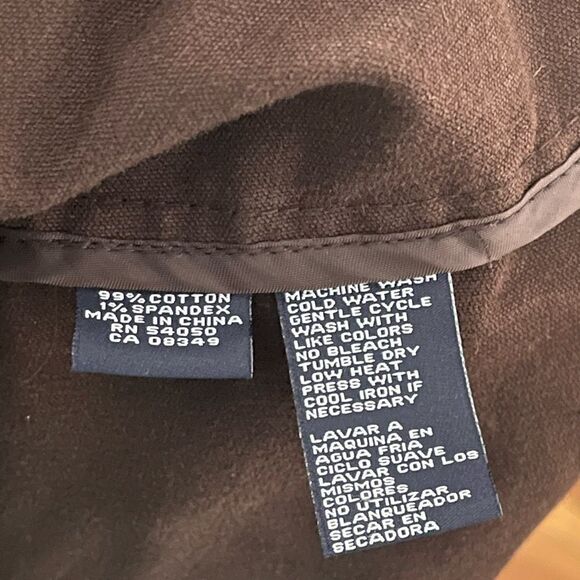 99% COTTON
1% SPANDEX
MADE IN CHINA
RN 54050
CA 08349
MACHINE WASH
COLD WATER
GENTLE CYCLE
WASH WITH
LIKE COLORS
NO BLEACH
TUMBLE DRY
LOW HEAT
PRESS WITH
COOL IRON IF
NECESSARY
LAVAR A
MAQUINA EN
AGUA FRIA
CICLO SUAVE
LAVAR CON LOS
MISMOS
COLORES
NO UTILIZAR
BLANQUEADOR
SECAR EN
SECADORA